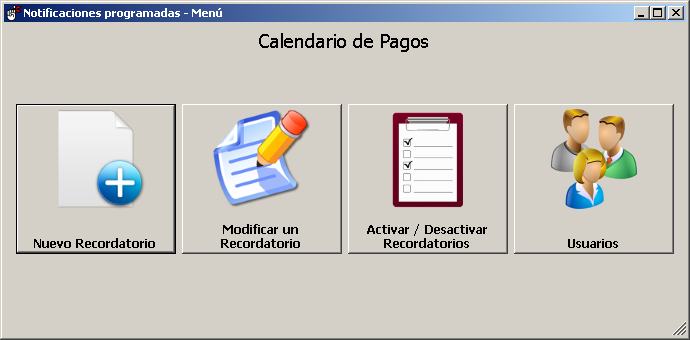 Notificaciones programadas - Menú
Calendario de Pagos
Nuevo Recordatorio
Modificar un
Recordatorio
Activar / Desactivar
Recordatorios
Usuarios